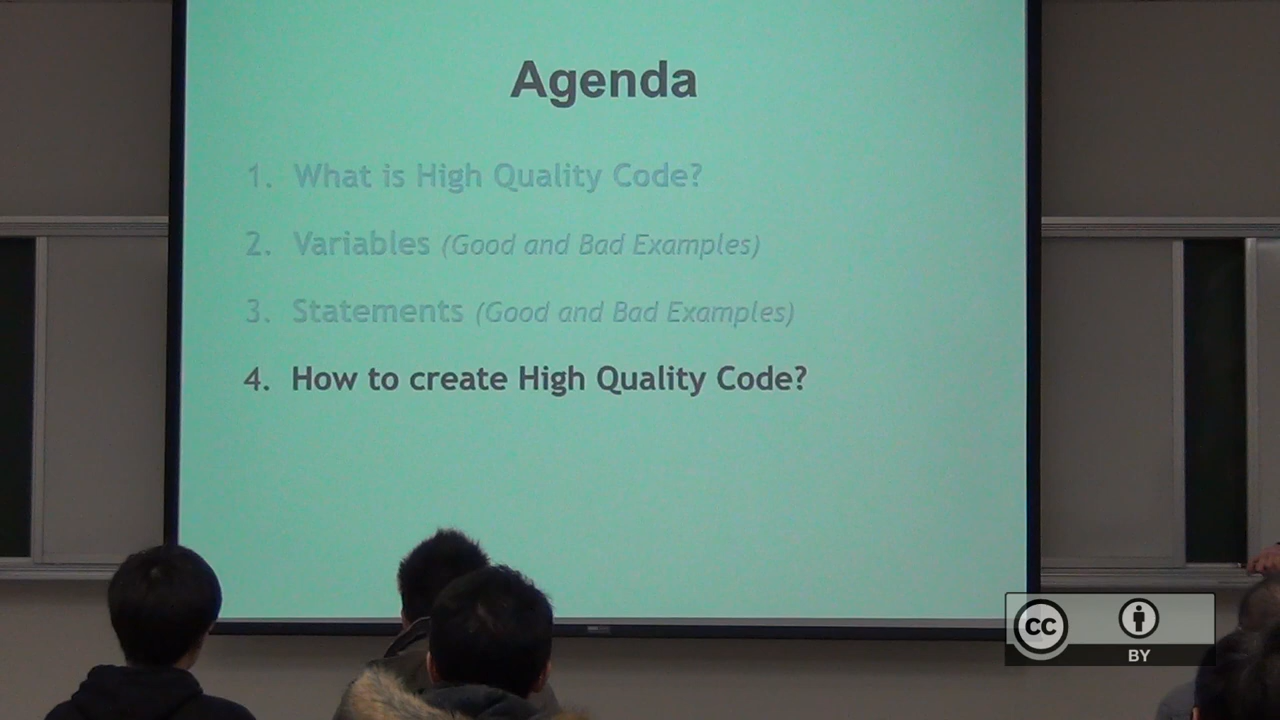 Agenda
1. What is High Quality Code?
2. Variables (Good and Bad Examples)
3. Statements (Good and Bad Examples)
4. How to create High Quality Code?
CC
BY